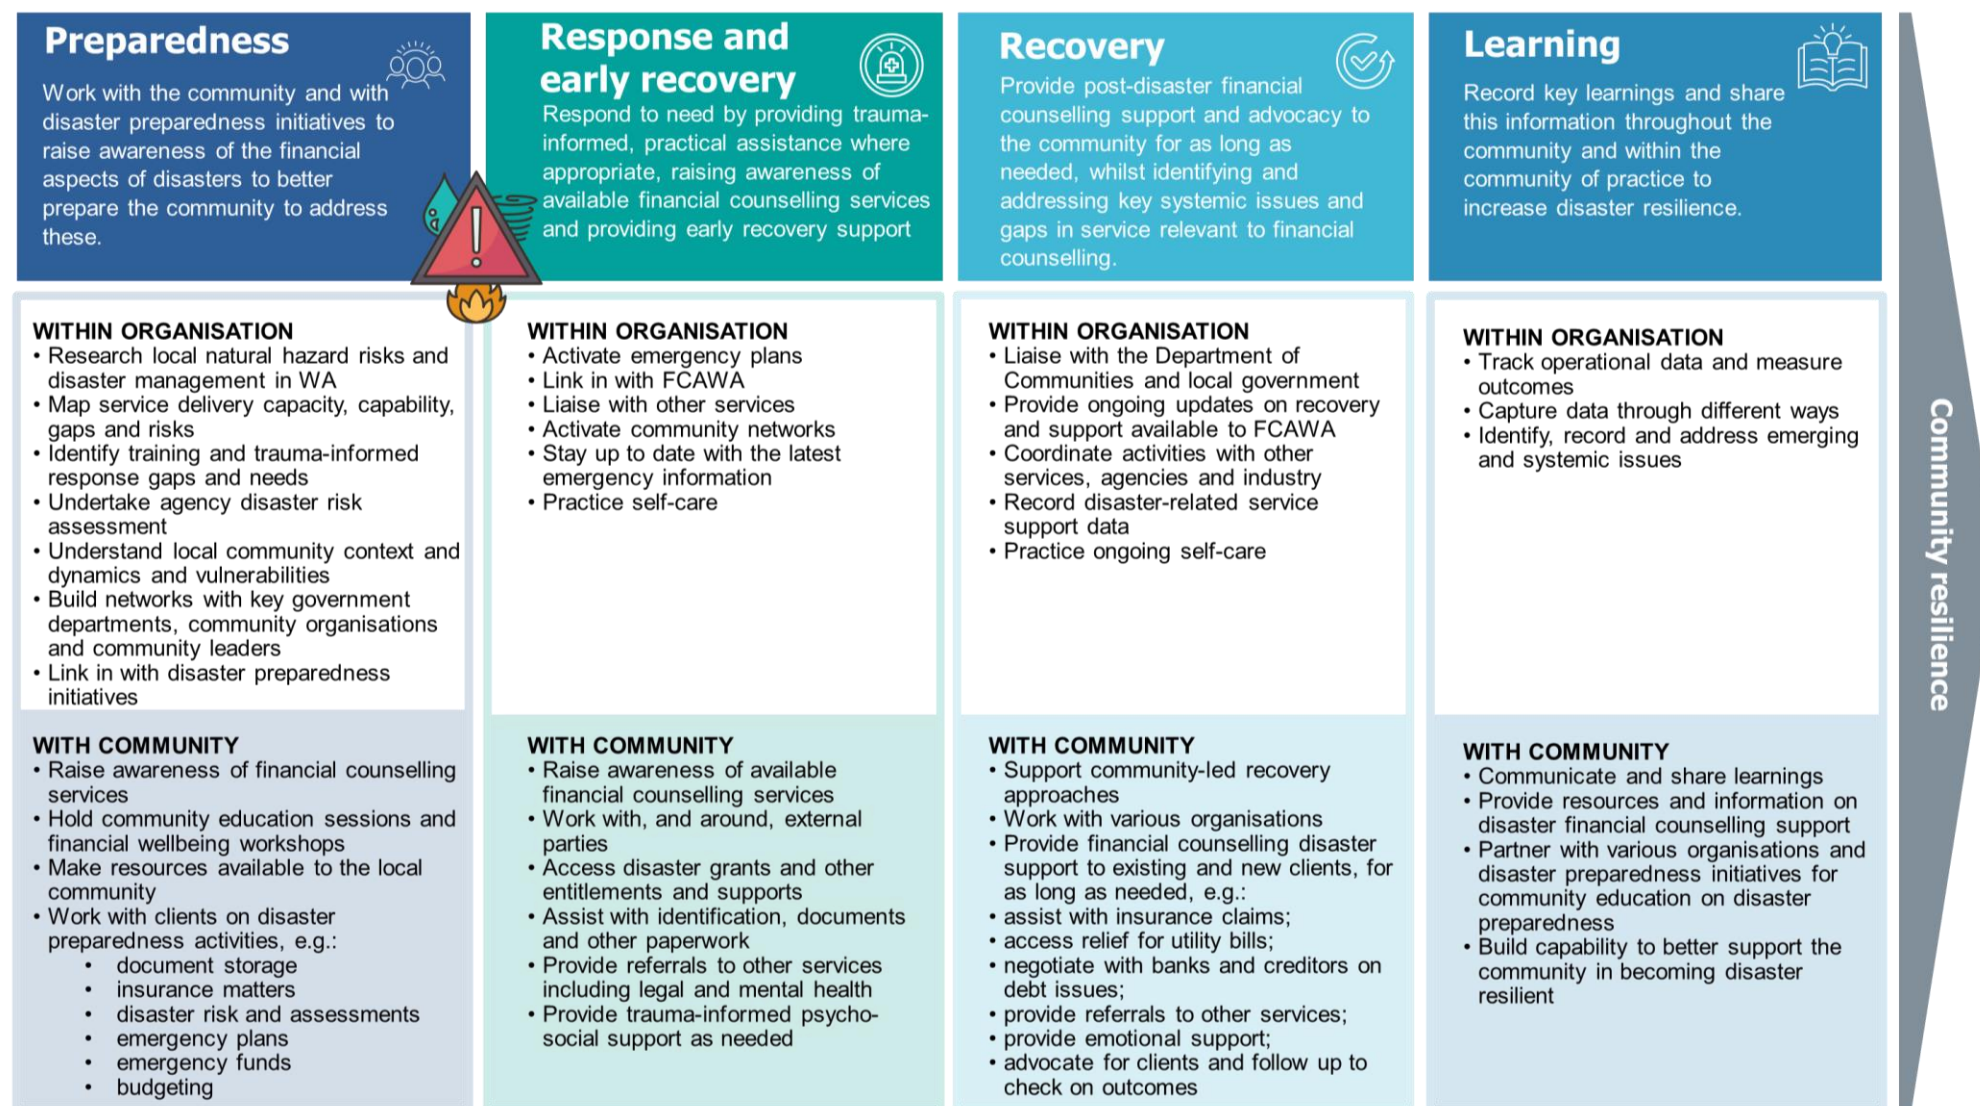 Preparedness
Work with the community and with
disaster preparedness initiatives to
raise awareness of the financial
aspects of disasters to better
prepare the community to address
these.
Response and
early recovery
Respond to need by providing trauma-
informed, practical assistance where
appropriate, raising awareness of
available financial counselling services
and providing early recovery support
Recovery
Provide post-disaster financial
counselling support and advocacy to
the community for as long as
needed, whilst identifying and
addressing key systemic issues and
gaps in service relevant to financial
counselling.
Learning
Record key learnings and share
this information throughout the
community and within the
community of practice to
increase disaster resilience.
WITHIN ORGANISATION
• Research local natural hazard risks and
disaster management in WA
• Map service delivery capacity, capability,
gaps and risks
• Identify training and trauma-informed
response gaps and needs
• Undertake agency disaster risk
assessment
• Understand local community context and
dynamics and vulnerabilities
• Build networks with key government
departments, community organisations
and community leaders
• Link in with disaster preparedness
initiatives
WITHIN ORGANISATION
• Activate emergency plans
• Link in with FCAWA
• Liaise with other services
• Activate community networks
• Stay up to date with the latest
emergency information
• Practice self-care
WITHIN ORGANISATION
• Liaise with the Department of
Communities and local government
• Provide ongoing updates on recovery
and support available to FCAWA
• Coordinate activities with other
services, agencies and industry
• Record disaster-related service
support data
• Practice ongoing self-care
WITHIN ORGANISATION
• Track operational data and measure
outcomes
• Capture data through different ways
• Identify, record and address emerging
and systemic issues
WITH COMMUNITY
• Raise awareness of financial counselling
services
• Hold community education sessions and
financial wellbeing workshops
• Make resources available to the local
community
• Work with clients on disaster
preparedness activities, e.g.:
• document storage
• insurance matters
• disaster risk and assessments
• emergency plans
• emergency funds
• budgeting
WITH COMMUNITY
• Raise awareness of available
financial counselling services
• Work with, and around, external
parties
• Access disaster grants and other
entitlements and supports
• Assist with identification, documents
and other paperwork
• Provide referrals to other services
including legal and mental health
• Provide trauma-informed psycho-
social support as needed
WITH COMMUNITY
• Support community-led recovery
approaches
• Work with various organisations
• Provide financial counselling disaster
support to existing and new clients, for
as long as needed, e.g.:
• assist with insurance claims;
• access relief for utility bills;
• negotiate with banks and creditors on
debt issues;
• provide referrals to other services;
• provide emotional support;
• advocate for clients and follow up to
check on outcomes
WITH COMMUNITY
• Communicate and share learnings
• Provide resources and information on
disaster financial counselling support
• Partner with various organisations and
disaster preparedness initiatives for
community education on disaster
preparedness
• Build capability to better support the
community in becoming disaster
resilient
Community resilience